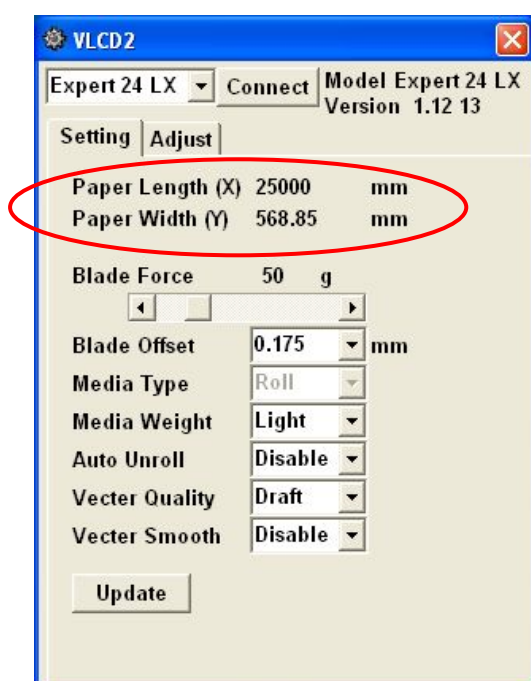 VLCD2
Expert 24 LX Connect Model Expert 24 LX
Version 1.12 13
Setting Adjust
Paper Length (X) 25000 mm
Paper Width (Y) 568.85 mm
Blade Force 50 g
Blade Offset 0.175 mm
Media Type Roll
Media Weight Light
Auto Unroll Disable
Vecter Quality Draft
Vecter Smooth Disable
Update